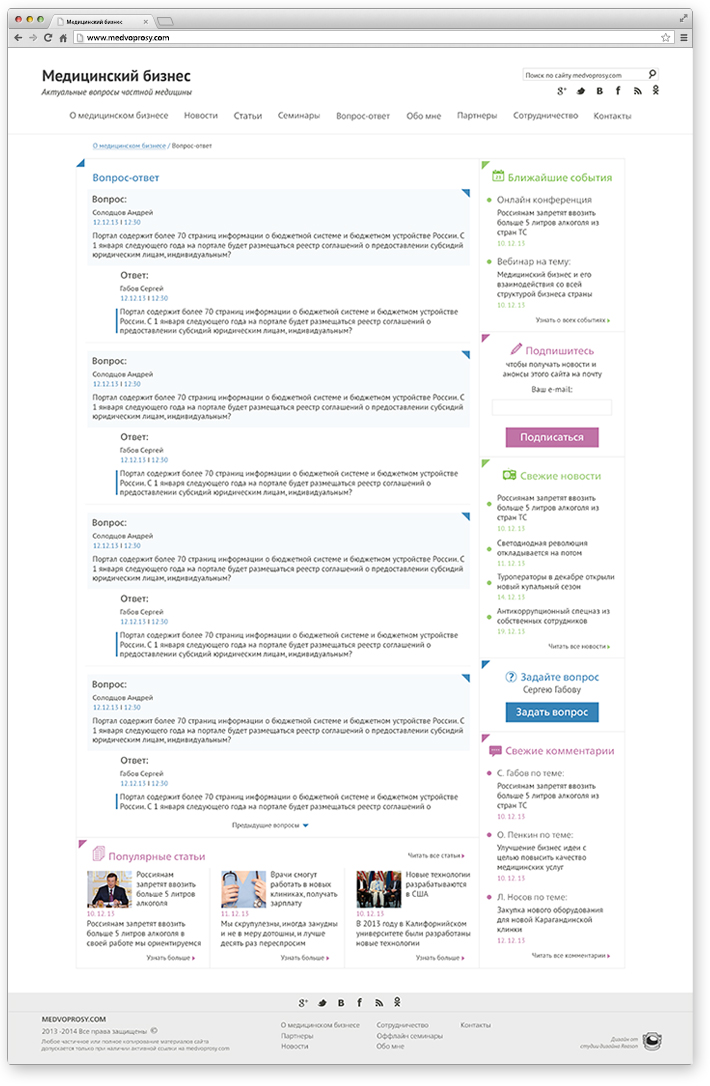 Медицинский бизнес
www.medvoprosy.com
Медицинский бизнес
Актуальные вопросы частной медицины
Поиск по сайту medvoprosy.com
О медицинском бизнесе Новости Статьи Семинары Вопрос-ответ Обо мне Партнеры Сотрудничество Контакты
О медицинском бизнесе / Вопрос-ответ
Вопрос-ответ
Вопрос:
Солодцов Андрей
12.12.13 I 12:30
Портал содержит более 70 страниц информации о бюджетной системе и бюджетном устройстве России. С
1 января следующего года на портале будет размещаться реестр соглашений о предоставлении субсидий
юридическим лицам, индивидуальным?
Ответ:
Габов Сергей
12.12.13 I 12:30
Портал содержит более 70 страниц информации о бюджетной системе и бюджетном устройстве
России. С 1 января следующего года на портале будет размещаться реестр соглашений о
предоставлении субсидий юридическим лицам, индивидуальным?
Вопрос:
Солодцов Андрей
12.12.13 I 12:30
Портал содержит более 70 страниц информации о бюджетной системе и бюджетном устройстве России. С
1 января следующего года на портале будет размещаться реестр соглашений о предоставлении субсидий
юридическим лицам, индивидуальным?
Ответ:
Габов Сергей
12.12.13 I 12:30
Портал содержит более 70 страниц информации о бюджетной системе и бюджетном устройстве
России. С 1 января следующего года на портале будет размещаться реестр соглашений о
предоставлении субсидий юридическим лицам, индивидуальным?
Вопрос:
Солодцов Андрей
12.12.13 I 12:30
Портал содержит более 70 страниц информации о бюджетной системе и бюджетном устройстве России. С
1 января следующего года на портале будет размещаться реестр соглашений о предоставлении субсидий
юридическим лицам, индивидуальным?
Ответ:
Габов Сергей
12.12.13 I 12:30
Портал содержит более 70 страниц информации о бюджетной системе и бюджетном устройстве
России. С 1 января следующего года на портале будет размещаться реестр соглашений о
предоставлении субсидий юридическим лицам, индивидуальным?
Вопрос:
Солодцов Андрей
12.12.13 I 12:30
Портал содержит более 70 страниц информации о бюджетной системе и бюджетном устройстве России. С
1 января следующего года на портале будет размещаться реестр соглашений о предоставлении субсидий
юридическим лицам, индивидуальным?
Ответ:
Габов Сергей
12.12.13 I 12:30
Портал содержит более 70 страниц информации о бюджетной системе и бюджетном устройстве
России. С 1 января следующего года на портале будет размещаться реестр соглашений о
Предыдущие вопросы
Ближайшие события
Онлайн конференция
Россиянам запретят ввозить
больше 5 литров алкоголя из
стран ТС
10. 12. 13
Вебинар на тему:
Медицинский бизнес и его
взаимодействия со всей
структурой бизнеса страны
10. 12. 13
Узнать о всех событиях
Подпишитесь
чтобы получать новости и
анонсы этого сайта на почту
Ваш e-mail:
Подписаться
Свежие новости
Россиянам запретят ввозить
больше 5 литров алкоголя из
стран ТС
10. 12. 13
Светодиодная революция
откладывается на потом
11. 12. 13
Туроператоры в декабре открыли
новый купальный сезон
14. 12. 13
Антикоррупционный спецназ из
собственных сотрудников
19. 12. 13
Читать все новости
Задайте вопрос
Сергею Габову
Задать вопрос
Свежие комментарии
С. Габов по теме:
Россиянам запретят ввозить
больше 5 литров алкоголя из
стран ТС
10. 12. 13
О. Пенкин по теме:
Улучшение бизнес идеи с
целью повысить качество
медицинских услуг
10. 12. 13
Л. Носов по теме:
Закупка нового оборудования
для новой Карагандинской
клинки
12. 12. 13
Читать все комментарии
Популярные статьи
Читать все статьи
Россиянам
запретят ввозить
больше 5 литров
алкоголя
10. 12. 13
Россиянам запретят ввозить
больше 5 литров алкоголя в
своей работе мы ориентируемся
Узнать больше
Врачи смогут
работать в новых
клиниках, получать
зарплату
11. 12. 13
Мы скрупулезны, иногда занудны
и не в меру дотошны, и лучше
десять раз переспросим
Узнать больше
Новые технологии
разрабатываются
в США
10. 12. 13
В 2013 году в Калифорнийском
университете были разработаны
новые технологии
Узнать больше
MEDVOPROSY.COM
2013 -2014 Все права защищены ©
Любое частичное или полное копирование материалов сайта
допускается только при наличии активной ссылки на medvoprosy.com
О медицинском бизнесе
Партнеры
Новости
Сотрудничество
Оффлайн семинары
Обо мне
Контакты
Дизайн от
студии дизайна Reason